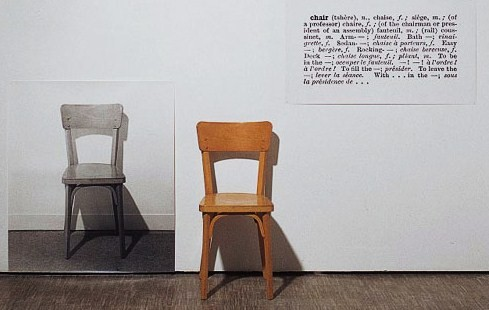 chair (tshère), n., chaise, f.; siège, m.; (of
a professor) chaire, f.; (of the chairman or pres-
ident of an assembly) fauteuil, m.; (rail) cous-
sinet, m. Arm- —; fauteuil. Bath —;
grette, f. Sedan- —; chaise à porteurs, f. Easy
—; bergère, f. Rocking- —; chaise berceuse, f.
Deck —; chaise longue, f.; pliant, m. To be
in the —; occuper le fauteuil. —! —! à l'ordre!
à l'ordre! To fill the —; présider. To leave the
—; lever la séance. With . . . in the —; sous
la présidence de . . .